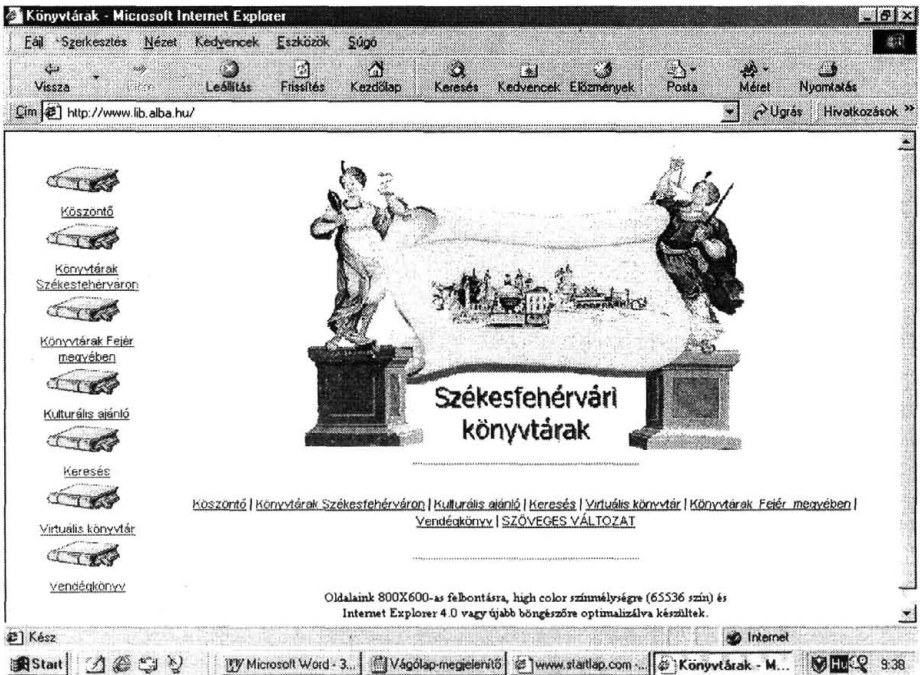 Könyvtárak - Microsoft Internet Explorer
Fájl Szerkesztés Nézet Kedvencek Eszközök Súgó
Vissza Leállítás Frissítés Kezdőlap Keresés Kedvencek Előzmények Posta Méret Nyomtatás
Cím http://www.lib.alba.hu/ Ugrás Hivatkozások »
Köszöntő
Könyvtárak
Székesfehérváron
Könyvtárak Fejér
megyében
Kulturális ajánló
Keresés
Virtuális könyvtár
Vendégkönyv
Székesfehérvári
könyvtárak
Köszöntő | Könyvtárak Székesfehérváron | Kulturális ajánló | Keresés | Virtuális könyvtár | Könyvtárak Fejér megyében |
Vendégkönyv | SZÖVEGES VÁLTOZAT
Oldalaink 800X600-as felbontásra, high color színmélységre (65536 szín) és
Internet Explorer 4.0 vagy újabb böngészőre optimalizálva készültek.
Kész Internet
Start Microsoft Word - 3... Vágólap-megjelenítő www.startlap.com -... Könyvtárak - M... Hu 9:38